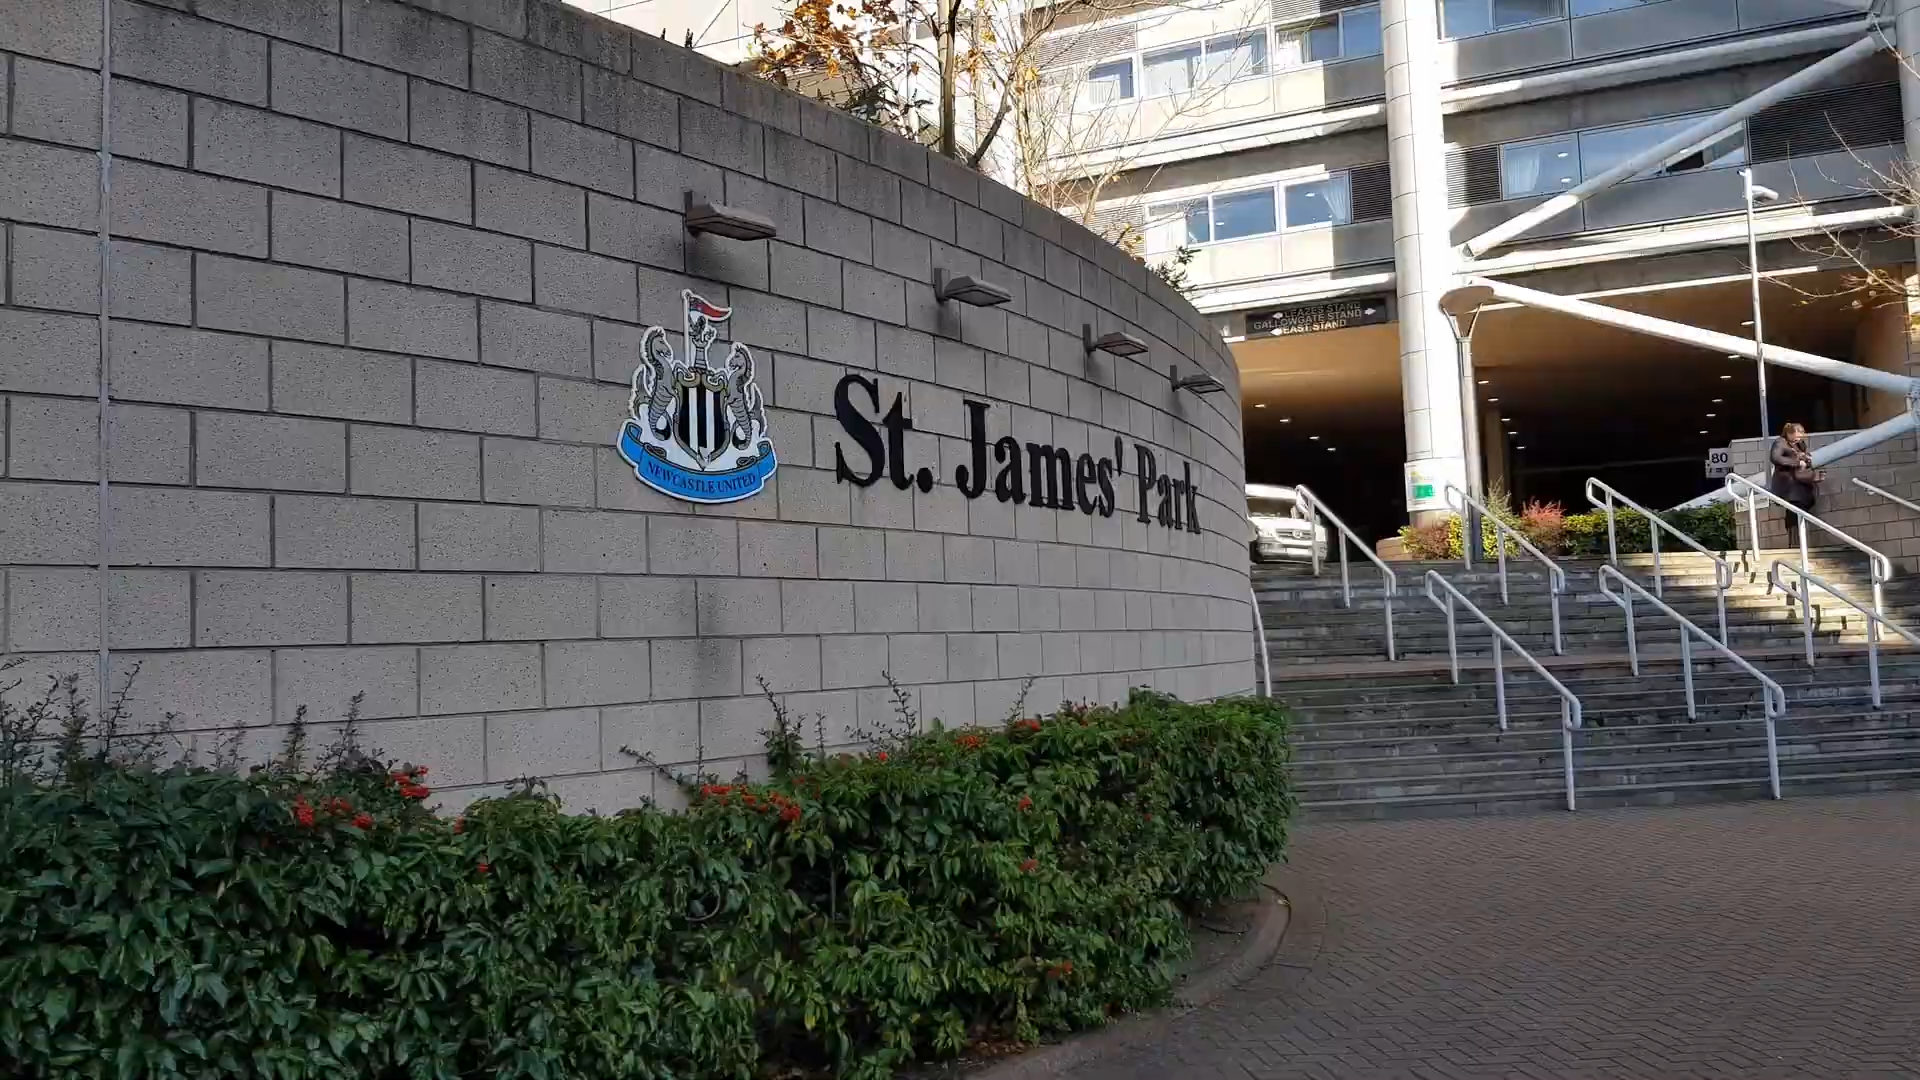 NEWCASTLE UNITED
St. James' Park
LEAZES STAND
GALLOWGATE STAND
EAST STAND
80